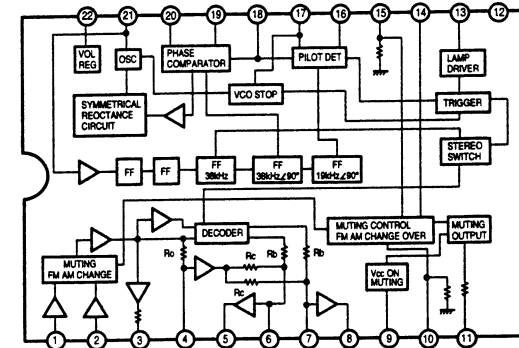 22 21 20 19 18 17 16 15 14 13 12
VOL
REG
OSC
PHASE
COMPARATOR
PILOT DET
LAMP
DRIVER
SYMMETRICAL
REOCTANCE
CIRCUIT
VCO STOP
TRIGGER
STEREO
SWITCH
FF
FF
FF
38kHz
FF
38kHz∠90°
FF
19kHz∠90°
DECODER
MUTING CONTROL
FM AM CHANGE OVER
MUTING
OUTPUT
MUTING
FM AM CHANGE
Ro
Rc
Rb
Rb
Rc
Vcc ON
MUTING
1 2 3 4 5 6 7 8 9 10 11